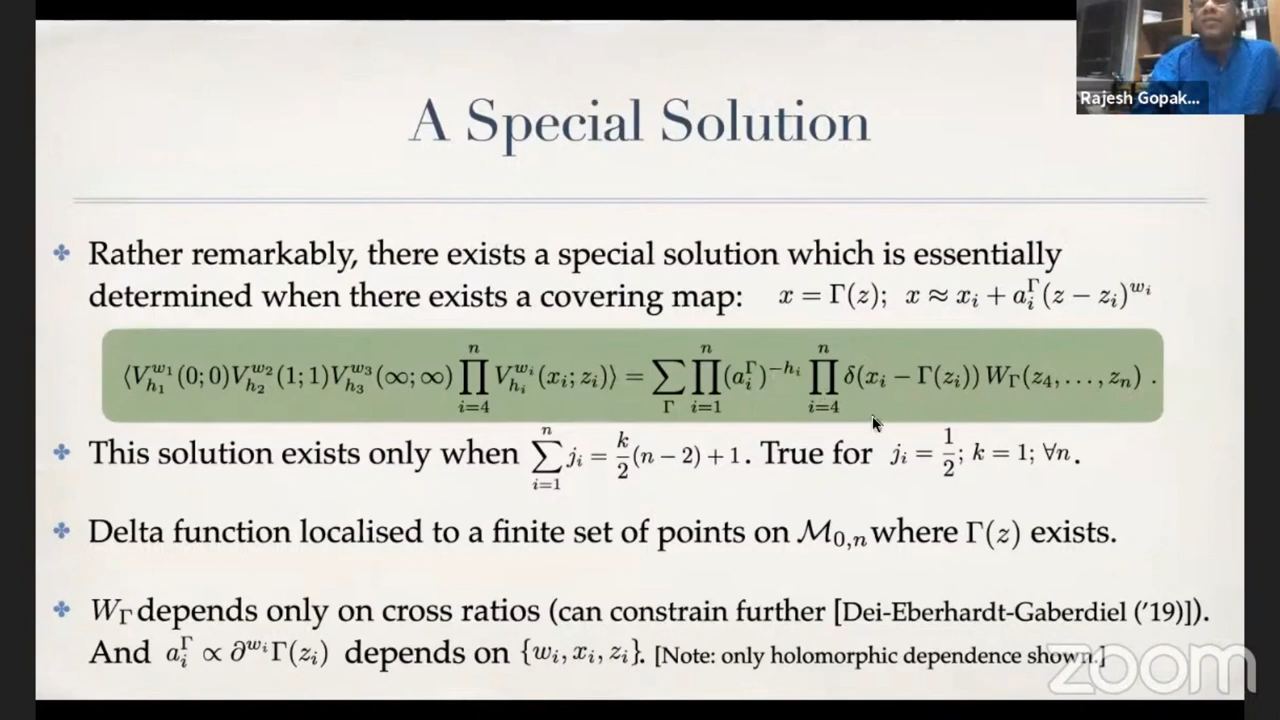 Rajesh Gopak...
A Special Solution
❖ Rather remarkably, there exists a special solution which is essentially
determined when there exists a covering map: x = Γ(z); x ≈ x_i + a_i^Γ (z − z_i)^{w_i}
⟨V_{h_1}^{w_1}(0;0) V_{h_2}^{w_2}(1;1) V_{h_3}^{w_3}(∞;∞) ∏_{i=4}^{n} V_{h_i}^{w_i}(x_i; z_i)⟩ = ∑_Γ ∏_{i=1}^{n} (a_i^Γ)^{−h_i} ∏_{i=4}^{n} δ(x_i − Γ(z_i)) W_Γ(z_4, …, z_n) .
❖ This solution exists only when ∑_{i=1}^{n} j_i = k/2 (n − 2) + 1. True for j_i = 1/2; k = 1; ∀n.
❖ Delta function localised to a finite set of points on M_{0,n} where Γ(z) exists.
❖ W_Γ depends only on cross ratios (can constrain further [Dei-Eberhardt-Gaberdiel ('19)]).
And a_i^Γ ∝ ∂^{w_i}Γ(z_i) depends on {w_i, x_i, z_i}. [Note: only holomorphic dependence shown.]
zoom